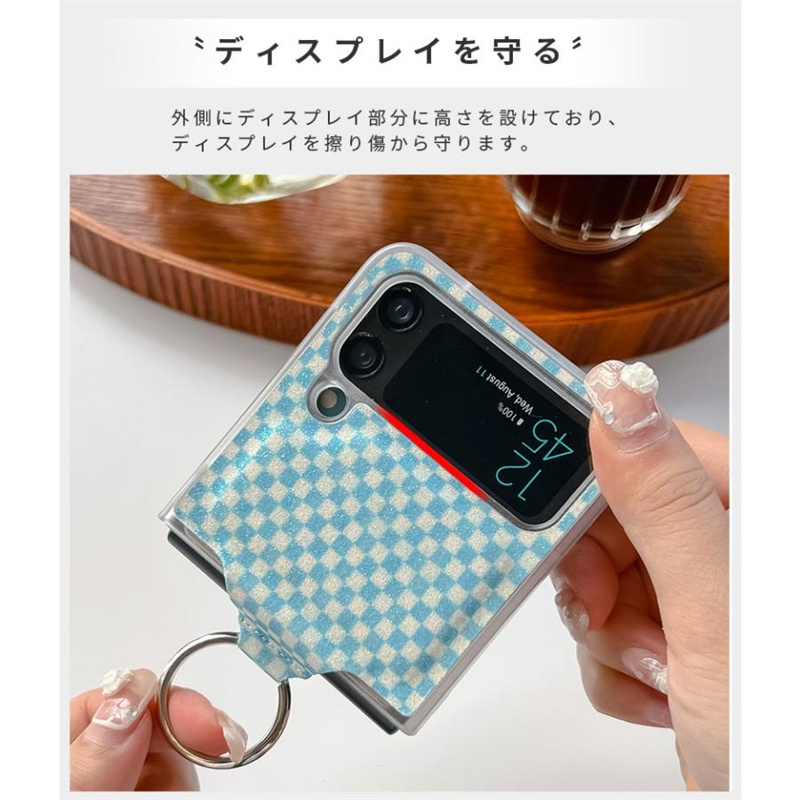 ディスプレイを守る
外側にディスプレイ部分に高さを設けており、
ディスプレイを擦り傷から守ります。
100%
Wed, August 11
12
45